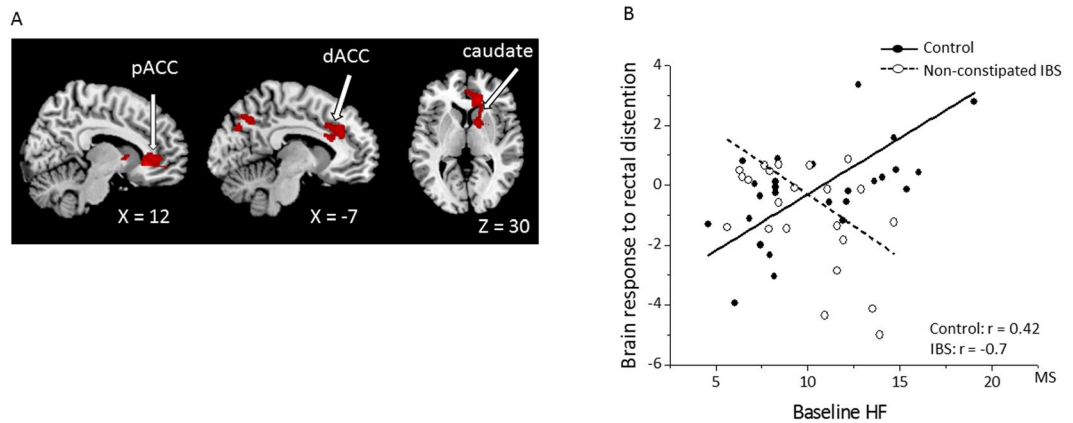 A
pACC
dACC
caudate
X = 12
X = -7
Z = 30
B
Control
Non-constipated IBS
Brain response to rectal distention
4
2
0
-2
-4
-6
Control: r = 0.42
IBS: r = -0.7
5
10
15
20
MS
Baseline HF